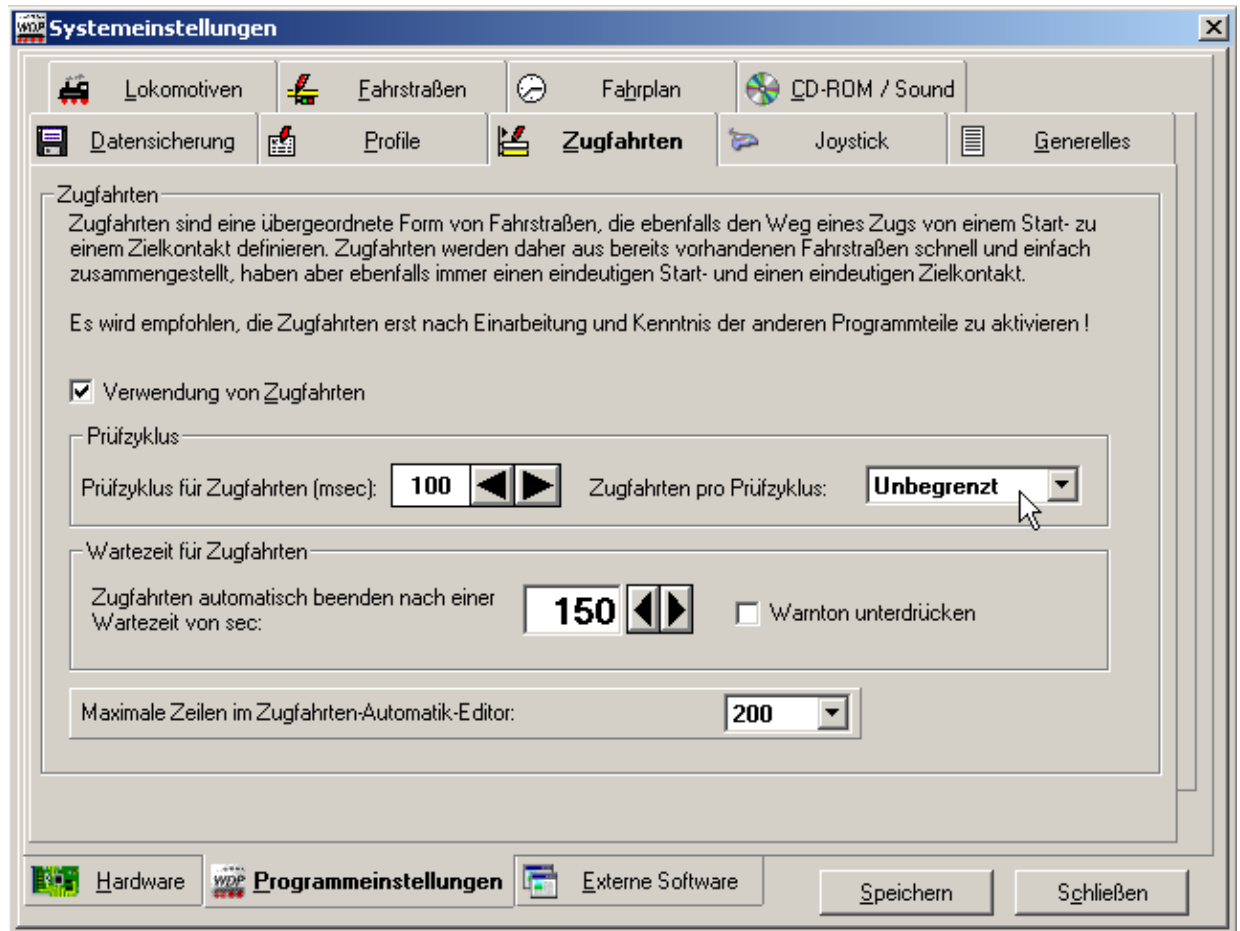 WDP Systemeinstellungen
Lokomotiven Fahrstraßen Fahrplan CD-ROM / Sound
Datensicherung Profile Zugfahrten Joystick Generelles
Zugfahrten
Zugfahrten sind eine übergeordnete Form von Fahrstraßen, die ebenfalls den Weg eines Zugs von einem Start- zu
einem Zielkontakt definieren. Zugfahrten werden daher aus bereits vorhandenen Fahrstraßen schnell und einfach
zusammengestellt, haben aber ebenfalls immer einen eindeutigen Start- und einen eindeutigen Zielkontakt.
Es wird empfohlen, die Zugfahrten erst nach Einarbeitung und Kenntnis der anderen Programmteile zu aktivieren !
Verwendung von Zugfahrten
Prüfzyklus
Prüfzyklus für Zugfahrten (msec): 100 Zugfahrten pro Prüfzyklus: Unbegrenzt
Wartezeit für Zugfahrten
Zugfahrten automatisch beenden nach einer
Wartezeit von sec: 150 Warnton unterdrücken
Maximale Zeilen im Zugfahrten-Automatik-Editor: 200
Hardware WDP Programmeinstellungen Externe Software Speichern Schließen